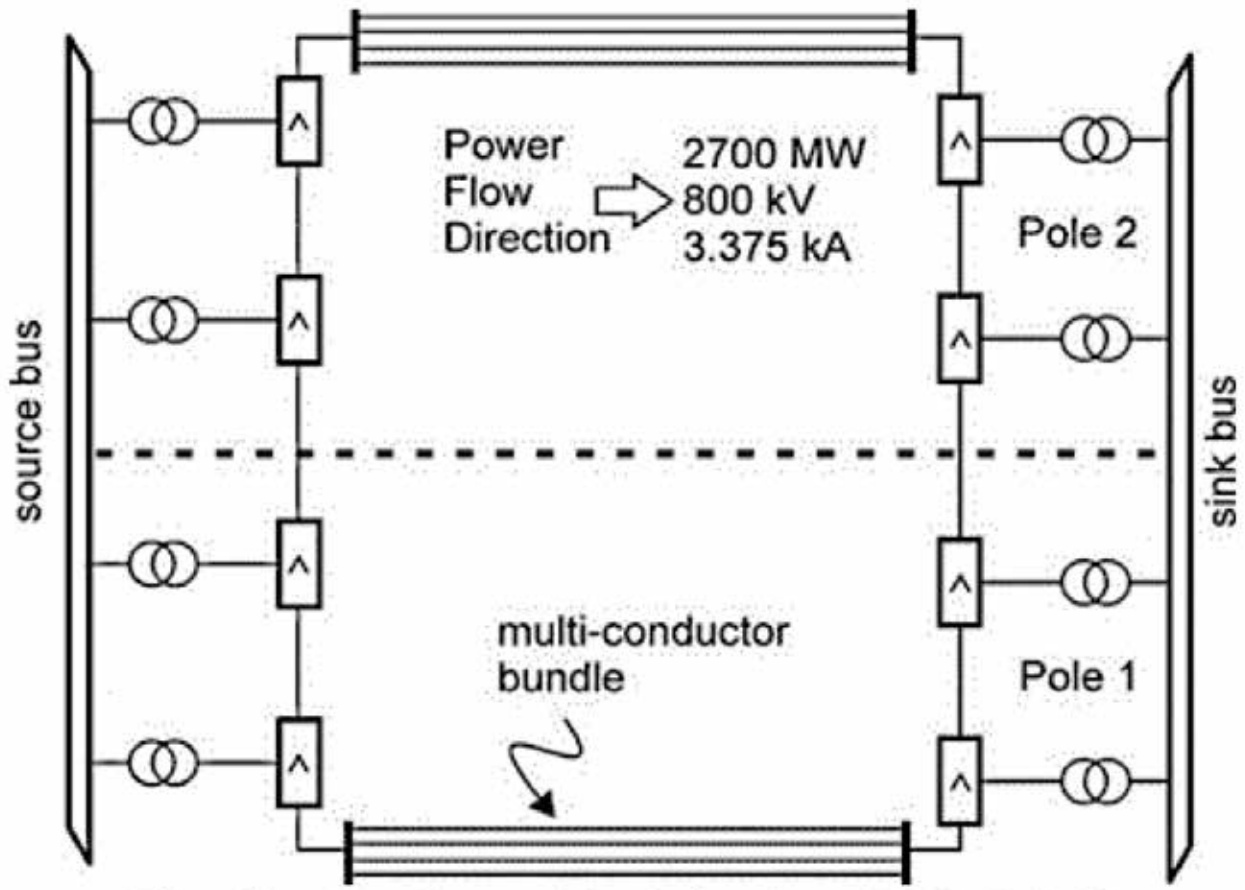 Power
Flow
Direction
2700 MW
800 kV
3.375 kA
Pole 2
source bus
sink bus
multi-conductor
bundle
Pole 1